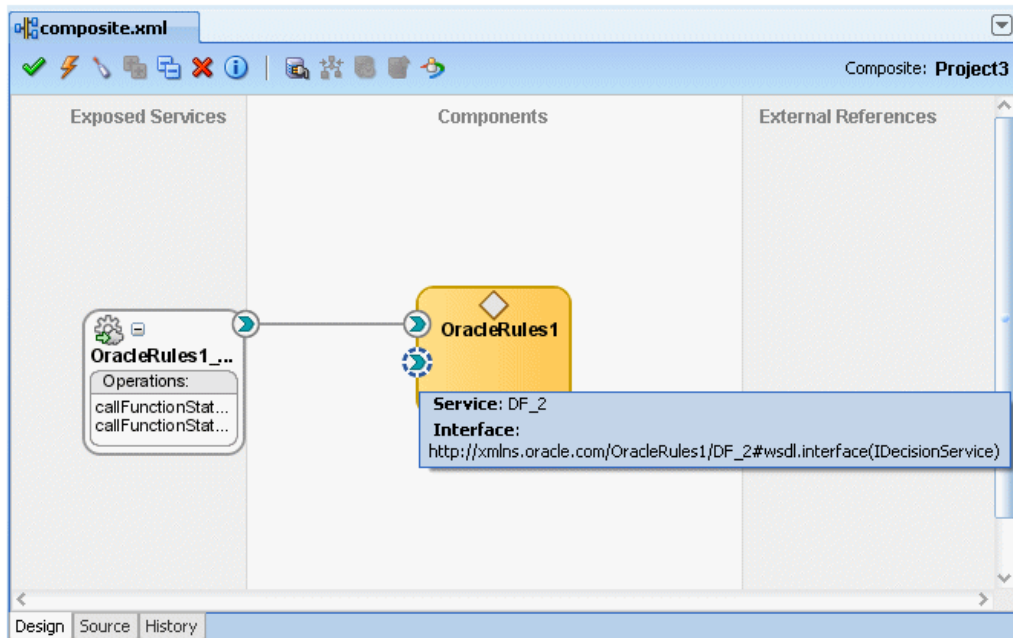 composite.xml
Composite: Project3
Exposed Services
Components
External References
OracleRules1_...
Operations:
callFunctionStat...
callFunctionStat...
OracleRules1
Service: DF_2
Interface:
http://xmlns.oracle.com/OracleRules1/DF_2#wsdl.interface(IDecisionService)
Design Source History